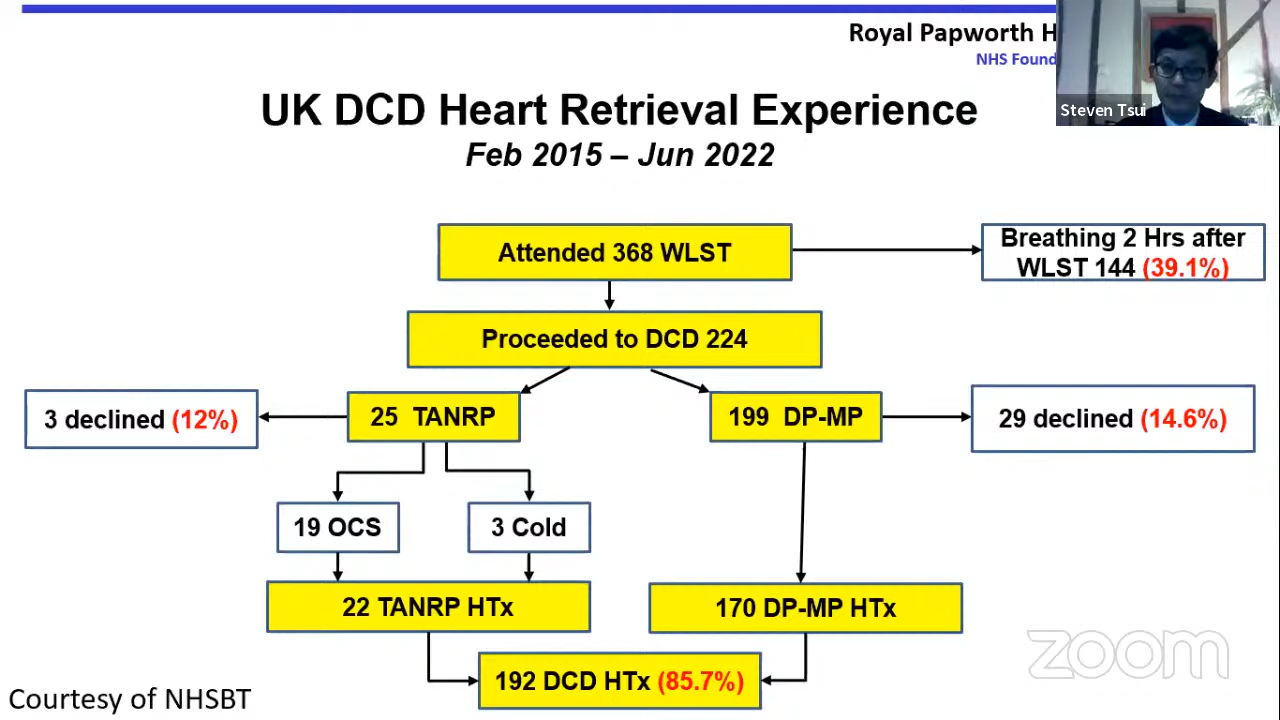 Royal Papworth H
NHS Found
Steven Tsui
UK DCD Heart Retrieval Experience
Feb 2015 – Jun 2022
Attended 368 WLST
Breathing 2 Hrs after
WLST 144 (39.1%)
Proceeded to DCD 224
3 declined (12%)
25 TANRP
199 DP-MP
29 declined (14.6%)
19 OCS
3 Cold
22 TANRP HTx
170 DP-MP HTx
zoom
192 DCD HTx (85.7%)
Courtesy of NHSBT